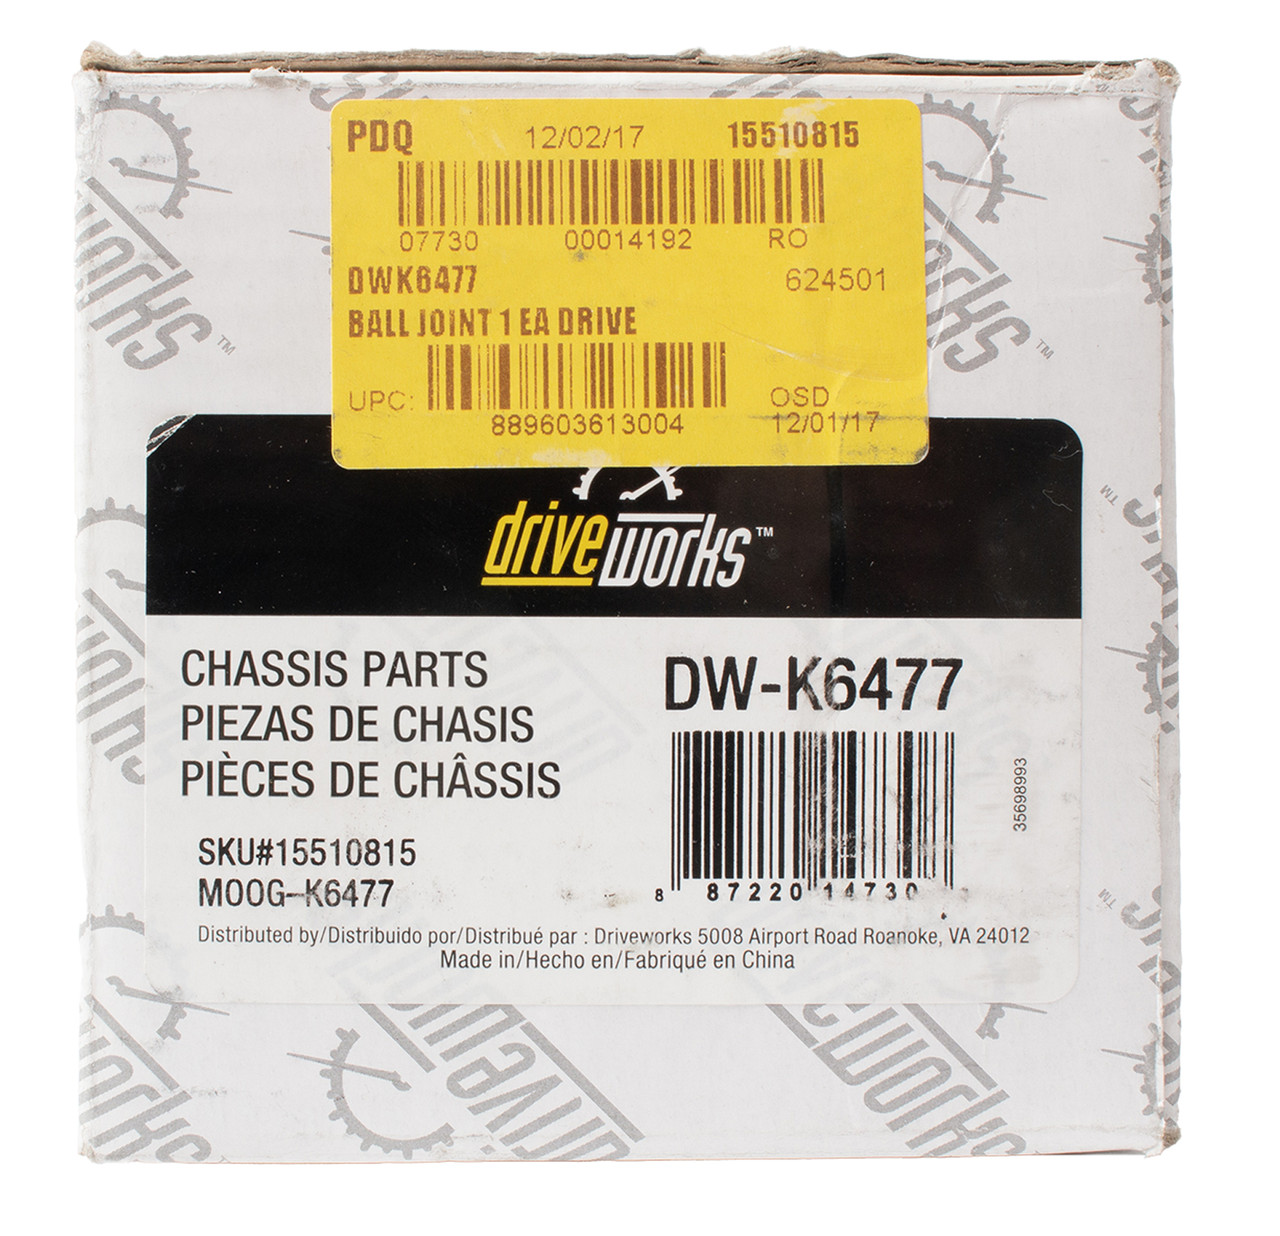 PDQ 12/02/17 15510815
07730 00014192 RO
DWK6477 624501
BALL JOINT 1 EA DRIVE
UPC: OSD
889603613004 12/01/17
driveworks™
CHASSIS PARTS
PIEZAS DE CHASIS
PIÈCES DE CHÂSSIS
DW-K6477
35698993
SKU#15510815
MOOG-K6477
8 87220 14730
Distributed by/Distribuido por/Distribué par : Driveworks 5008 Airport Road Roanoke, VA 24012
Made in/Hecho en/Fabriqué en China